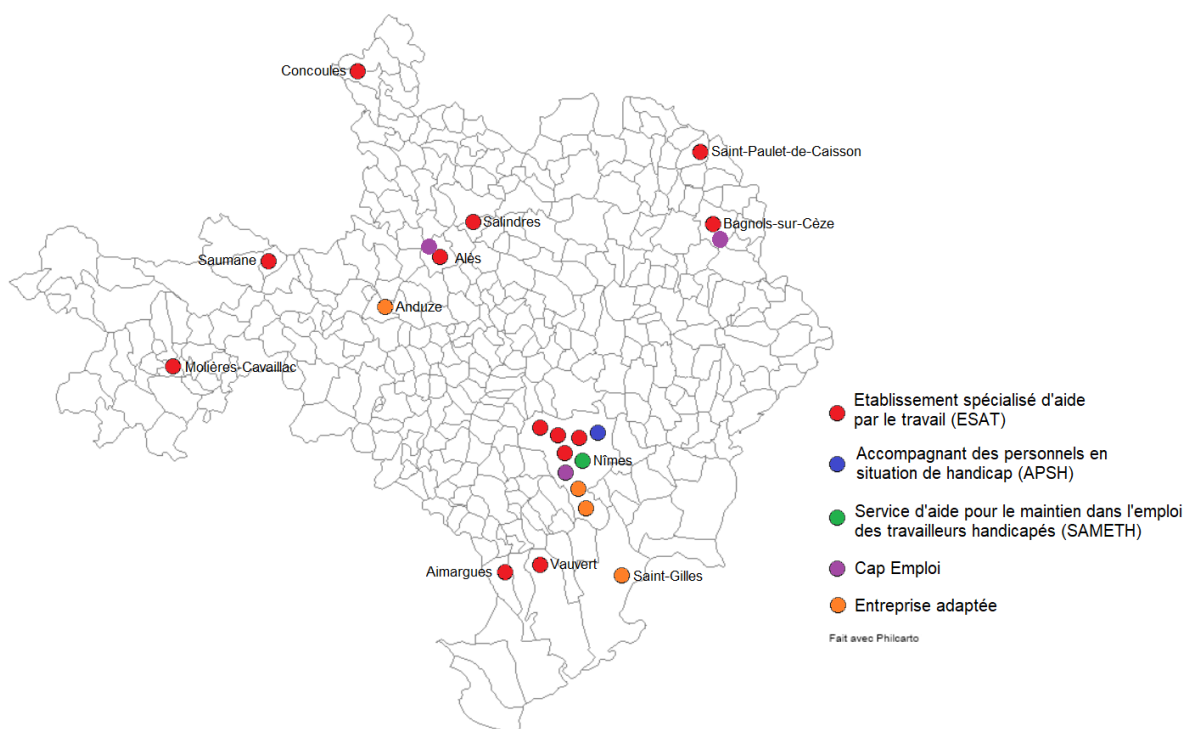 Concoules
Saint-Paulet-de-Caisson
Salindres
Bagnols-sur-Cèze
Saumane
Alès
Anduze
Molières-Cavaillac
Nîmes
Aimargues
Vauvert
Saint-Gilles
Etablissement spécialisé d'aide
par le travail (ESAT)
Accompagnant des personnels en
situation de handicap (APSH)
Service d'aide pour le maintien dans l'emploi
des travailleurs handicapés (SAMETH)
Cap Emploi
Entreprise adaptée
Fait avec Philcarto